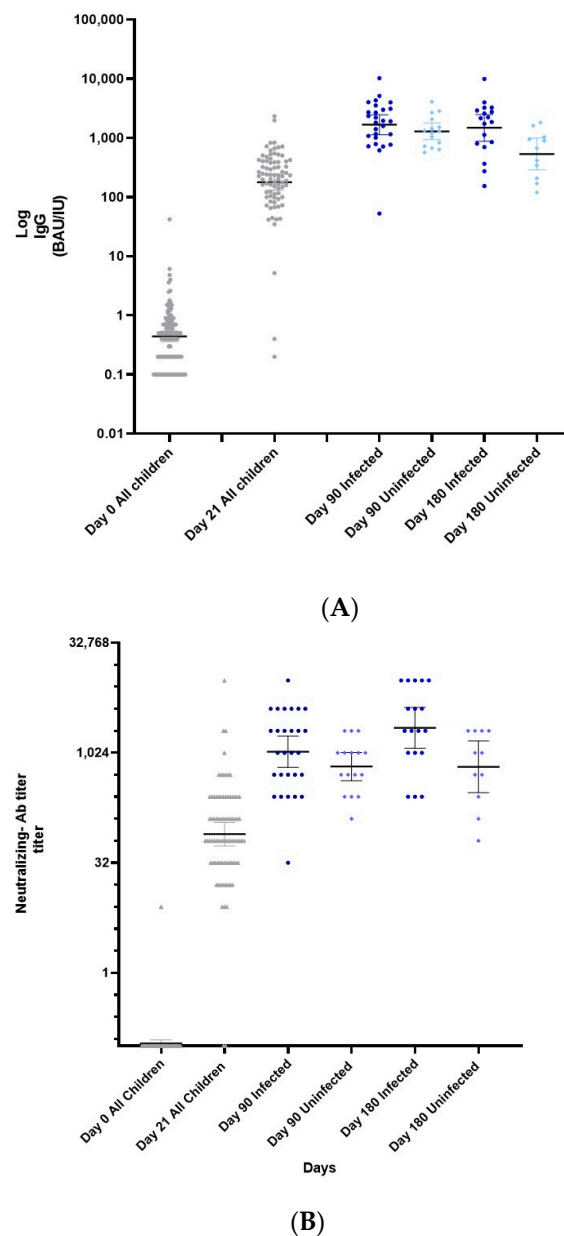 100,000
10,000
1,000
100
10
1
0.1
0.01
Log
IgG
(BAU/IU)
Day 0 All children
Day 21 All children
Day 90 Infected
Day 90 Uninfected
Day 180 Infected
Day 180 Uninfected
(A)
32,768
1,024
32
1
Neutralizing- Ab titer
titer
Day 0 All Children
Day 21 All Children
Day 90 Infected
Day 90 Uninfected
Day 180 Infected
Day 180 Uninfected
Days
(B)